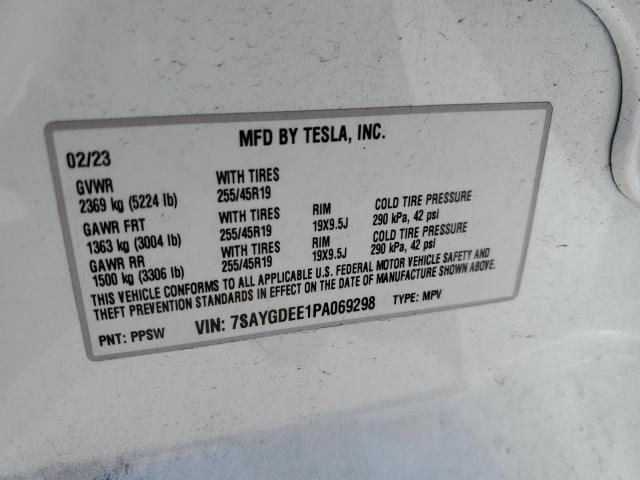 MFD BY TESLA, INC.
02/23
GVWR WITH TIRES
2369 kg (5224 lb) 255/45R19
GAWR FRT WITH TIRES RIM COLD TIRE PRESSURE
1363 kg (3004 lb) 255/45R19 19X9.5J 290 kPa, 42 psi
GAWR RR WITH TIRES RIM COLD TIRE PRESSURE
1500 kg (3306 lb) 255/45R19 19X9.5J 290 kPa, 42 psi
THIS VEHICLE CONFORMS TO ALL APPLICABLE U.S. FEDERAL MOTOR VEHICLE SAFETY AND
THEFT PREVENTION STANDARDS IN EFFECT ON THE DATE OF MANUFACTURE SHOWN ABOVE.
PNT: PPSW VIN: 7SAYGDEE1PA069298 TYPE: MPV